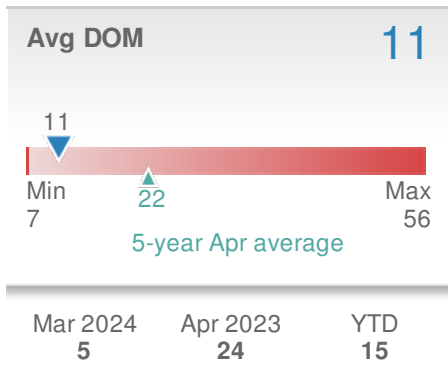 Avg DOM 11
11
Min Max
7 22 56
5-year Apr average
Mar 2024 Apr 2023 YTD
5 24 15